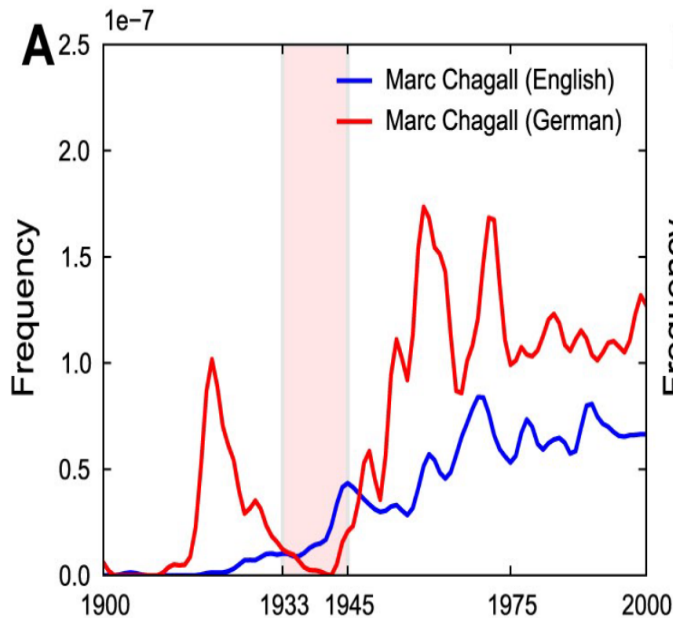 A
1e−7
2.5
2.0
1.5
1.0
0.5
0.0
Frequency
Marc Chagall (English)
Marc Chagall (German)
1900
1933
1945
1975
2000